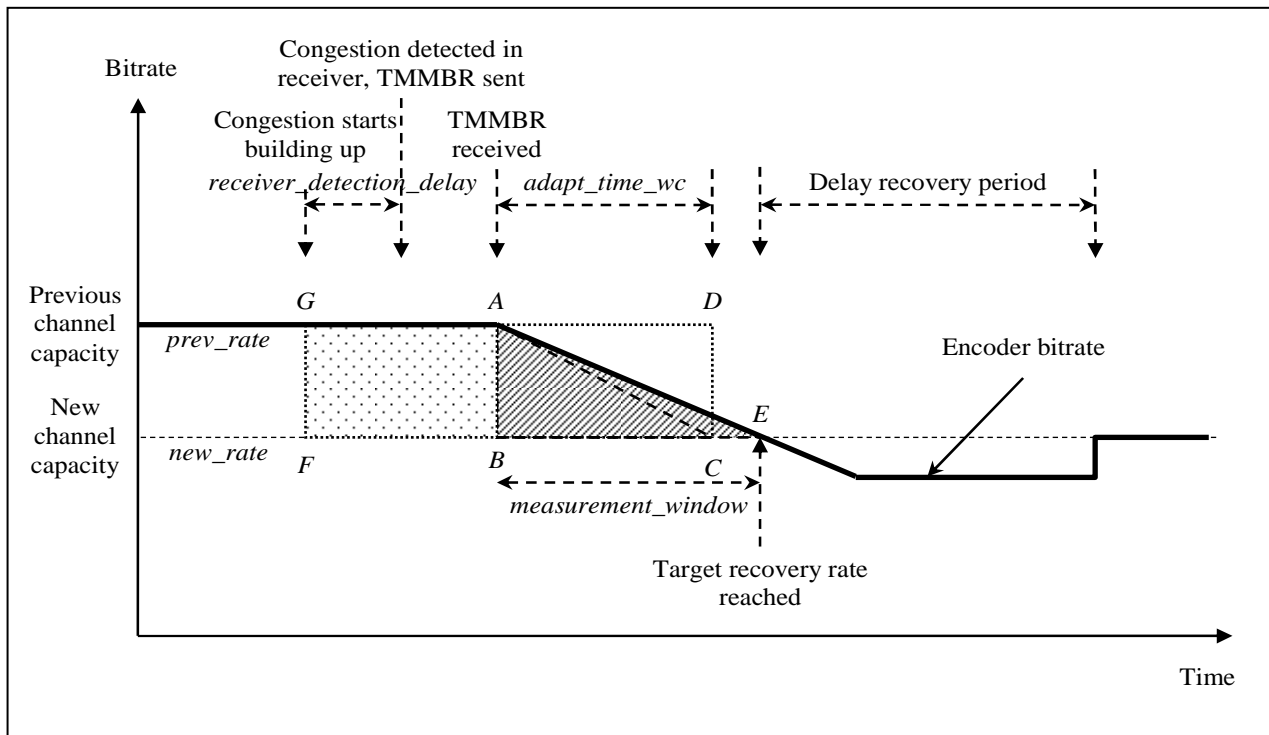 Congestion detected in
receiver, TMMBR sent
Bitrate
Congestion starts
building up
TMMBR
received
receiver_detection_delay
adapt_time_wc
Delay recovery period
Previous
channel
capacity
G
A
D
prev_rate
Encoder bitrate
New
channel
capacity
E
new_rate
F
B
C
measurement_window
Target recovery rate
reached
Time